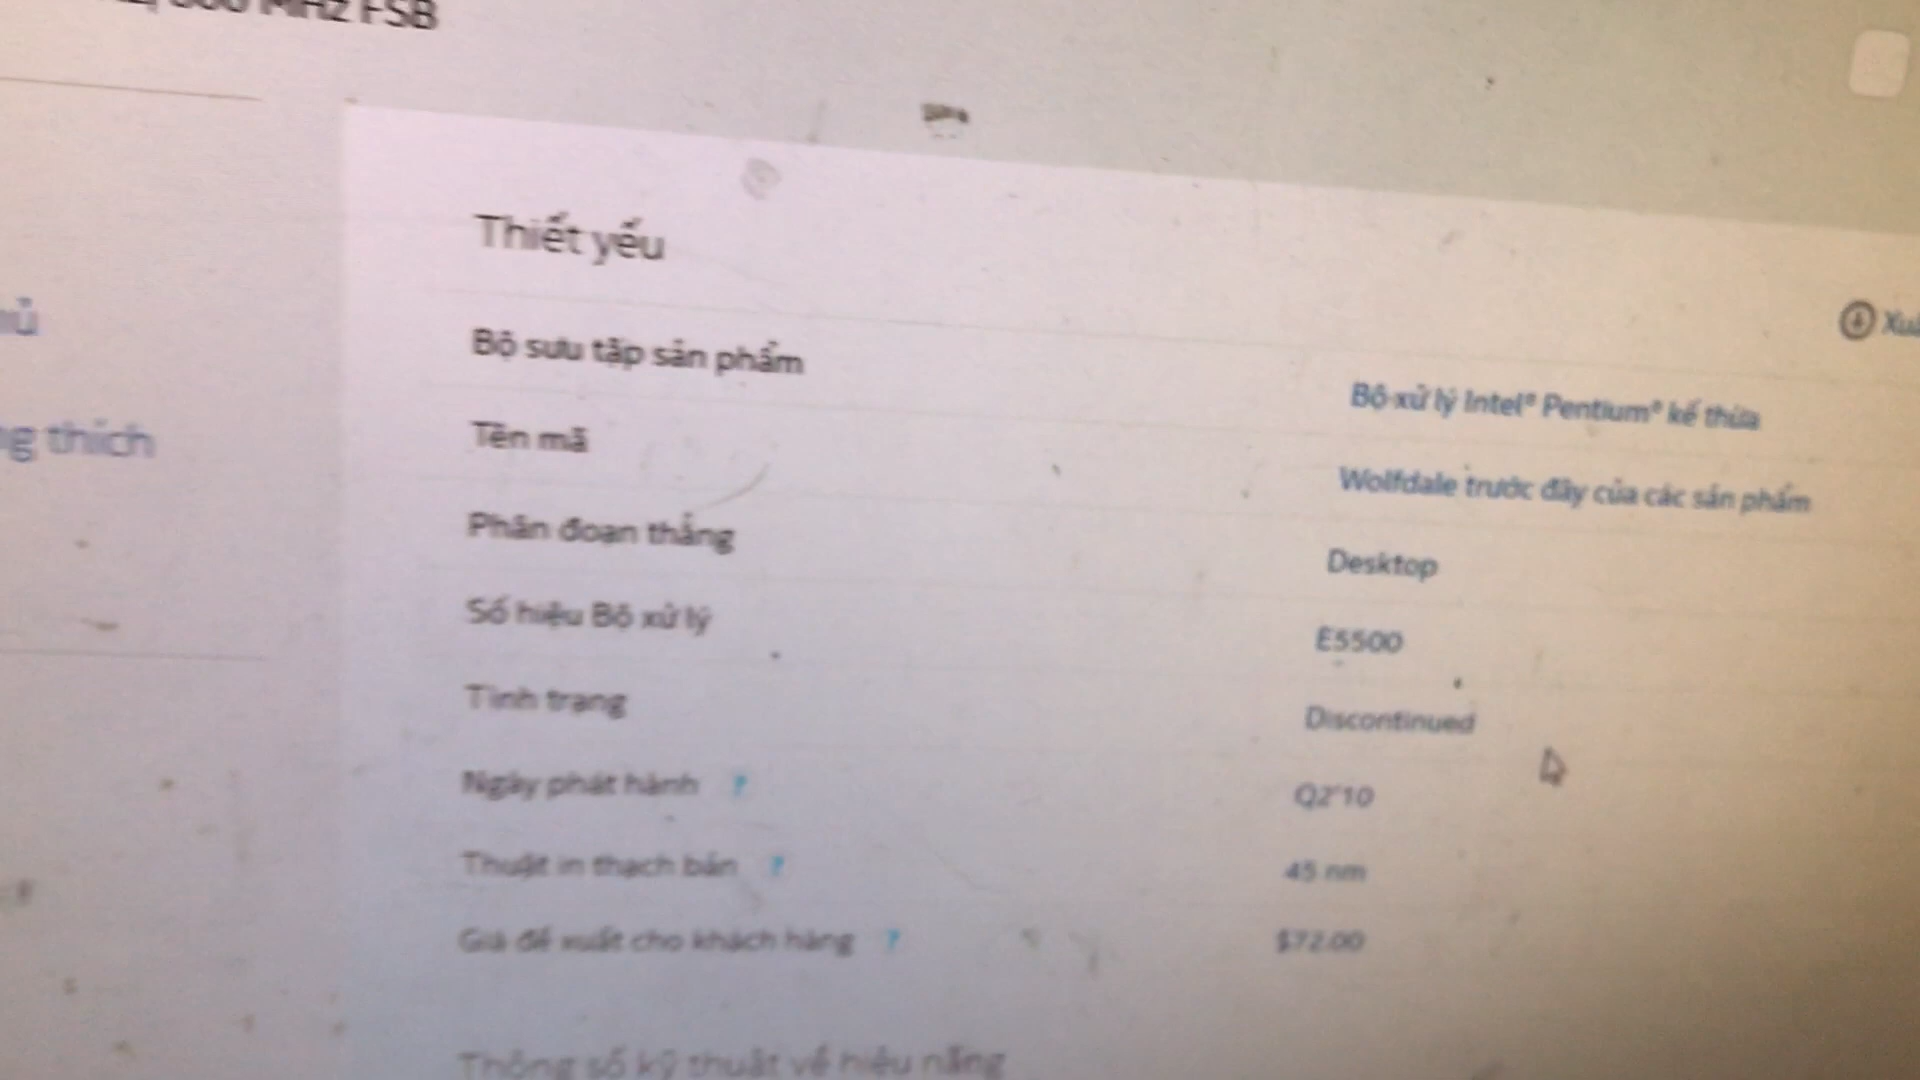 MHz FSB
Thiết yếu
Xuấ
Bộ sưu tập sản phẩm
Bộ xử lý Intel® Pentium® kế thừa
Tên mã
Wolfdale trước đây của các sản phẩm
Phân đoạn thẳng
Desktop
Số hiệu Bộ xử lý
E5500
Tình trạng
Discontinued
Ngày phát hành ?
Q2'10
Thuật in thạch bản ?
45 nm
Giá đề xuất cho khách hàng ?
$72.00
Thông số kỹ thuật về hiệu năng
ủ
g thích